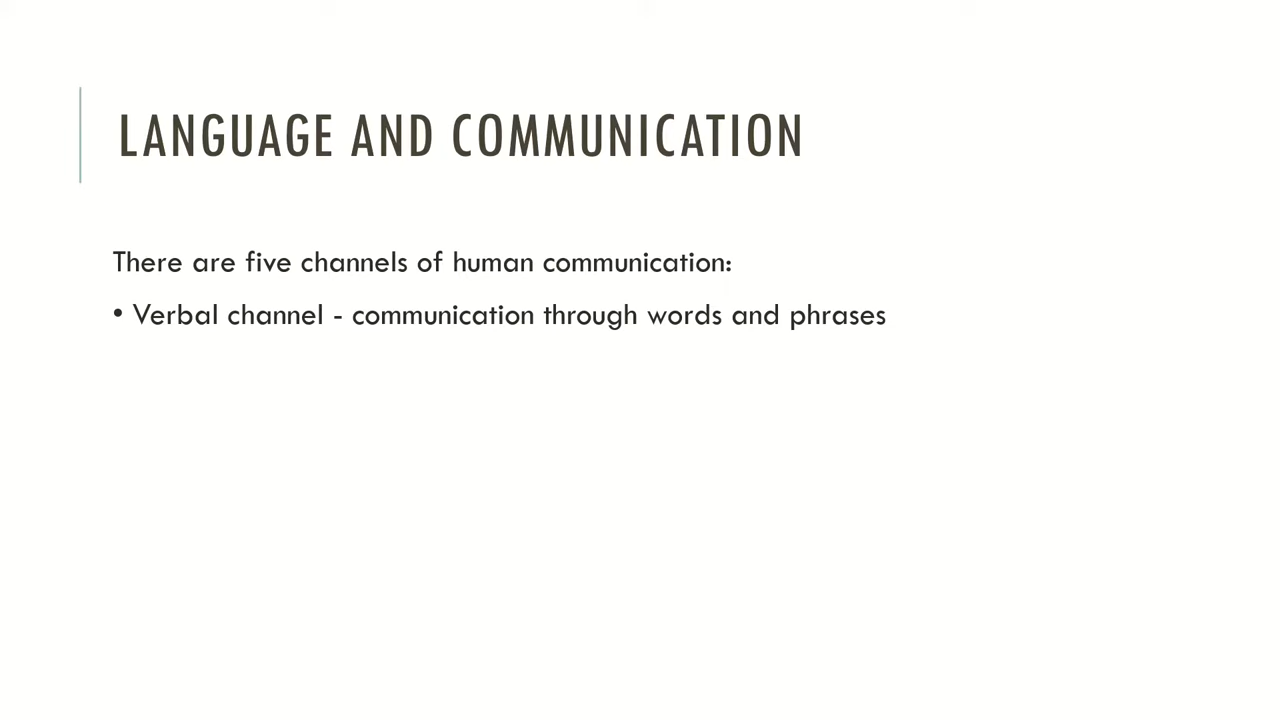 LANGUAGE AND COMMUNICATION
There are five channels of human communication:
• Verbal channel - communication through words and phrases